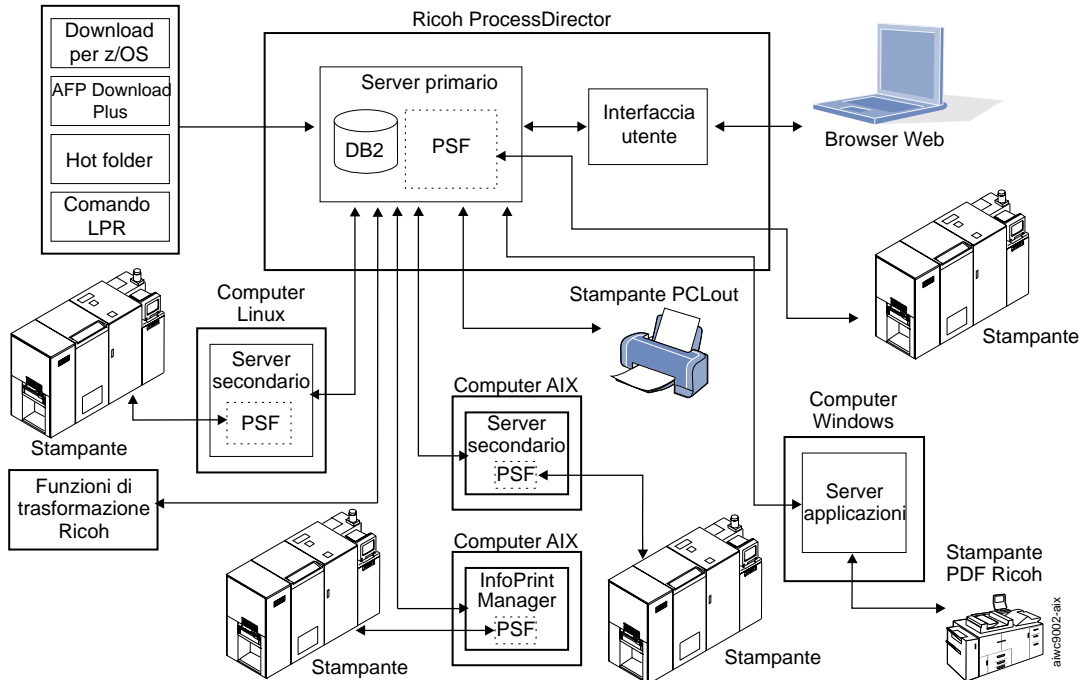 Ricoh ProcessDirector
Download
per z/OS
AFP Download
Plus
Hot folder
Comando
LPR
Server primario
DB2
PSF
Interfaccia
utente
Browser Web
Stampante
Computer
Linux
Server
secondario
PSF
Stampante
Stampante PCLout
Funzioni di
trasformazione
Ricoh
Computer AIX
Server
secondario
PSF
Computer AIX
InfoPrint
Manager
PSF
Stampante
Stampante
Computer
Windows
Server
applicazioni
Stampante
PDF Ricoh
aiwc9002-aix